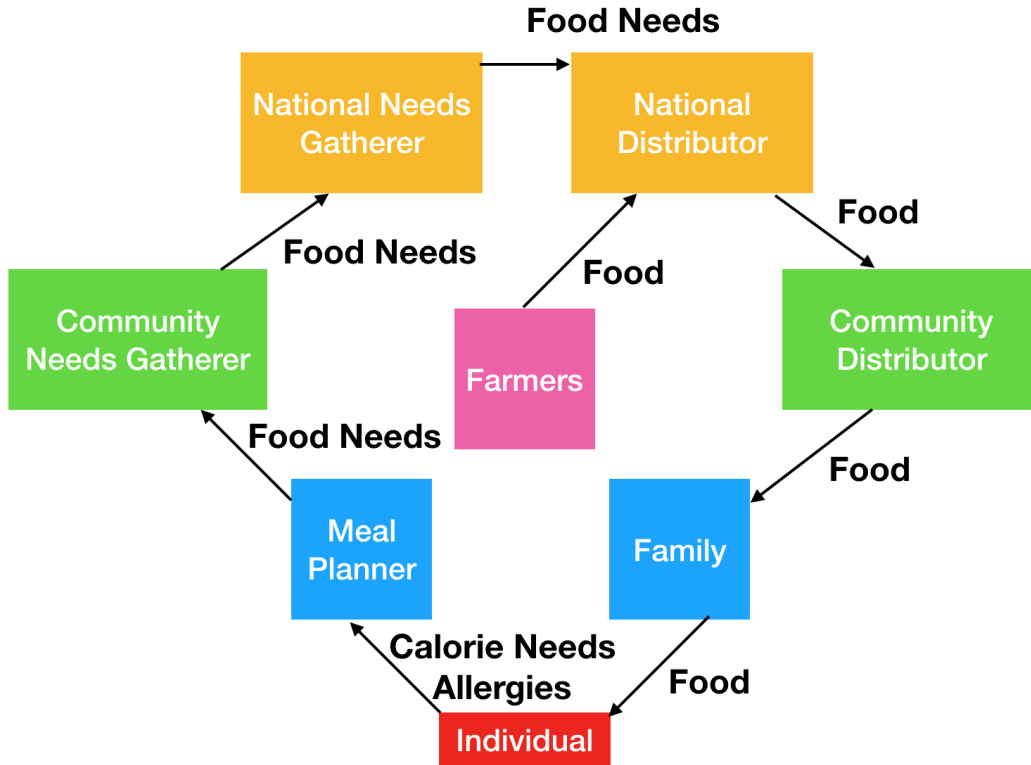 Food Needs
National Needs
Gatherer
National
Distributor
Food
Food Needs
Food
Community
Needs Gatherer
Farmers
Community
Distributor
Food Needs
Food
Meal
Planner
Family
Calorie Needs
Allergies
Food
Individual